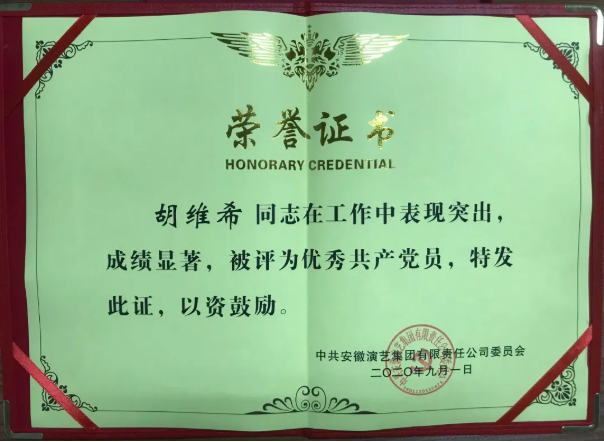 荣誉证书
HONORARY CREDENTIAL
胡维希 同志在工作中表现突出，
成绩显著，被评为优秀共产党员，特发
此证，以资鼓励。
中共安徽演艺集团有限责任公司委员会
二〇二〇年九月一日